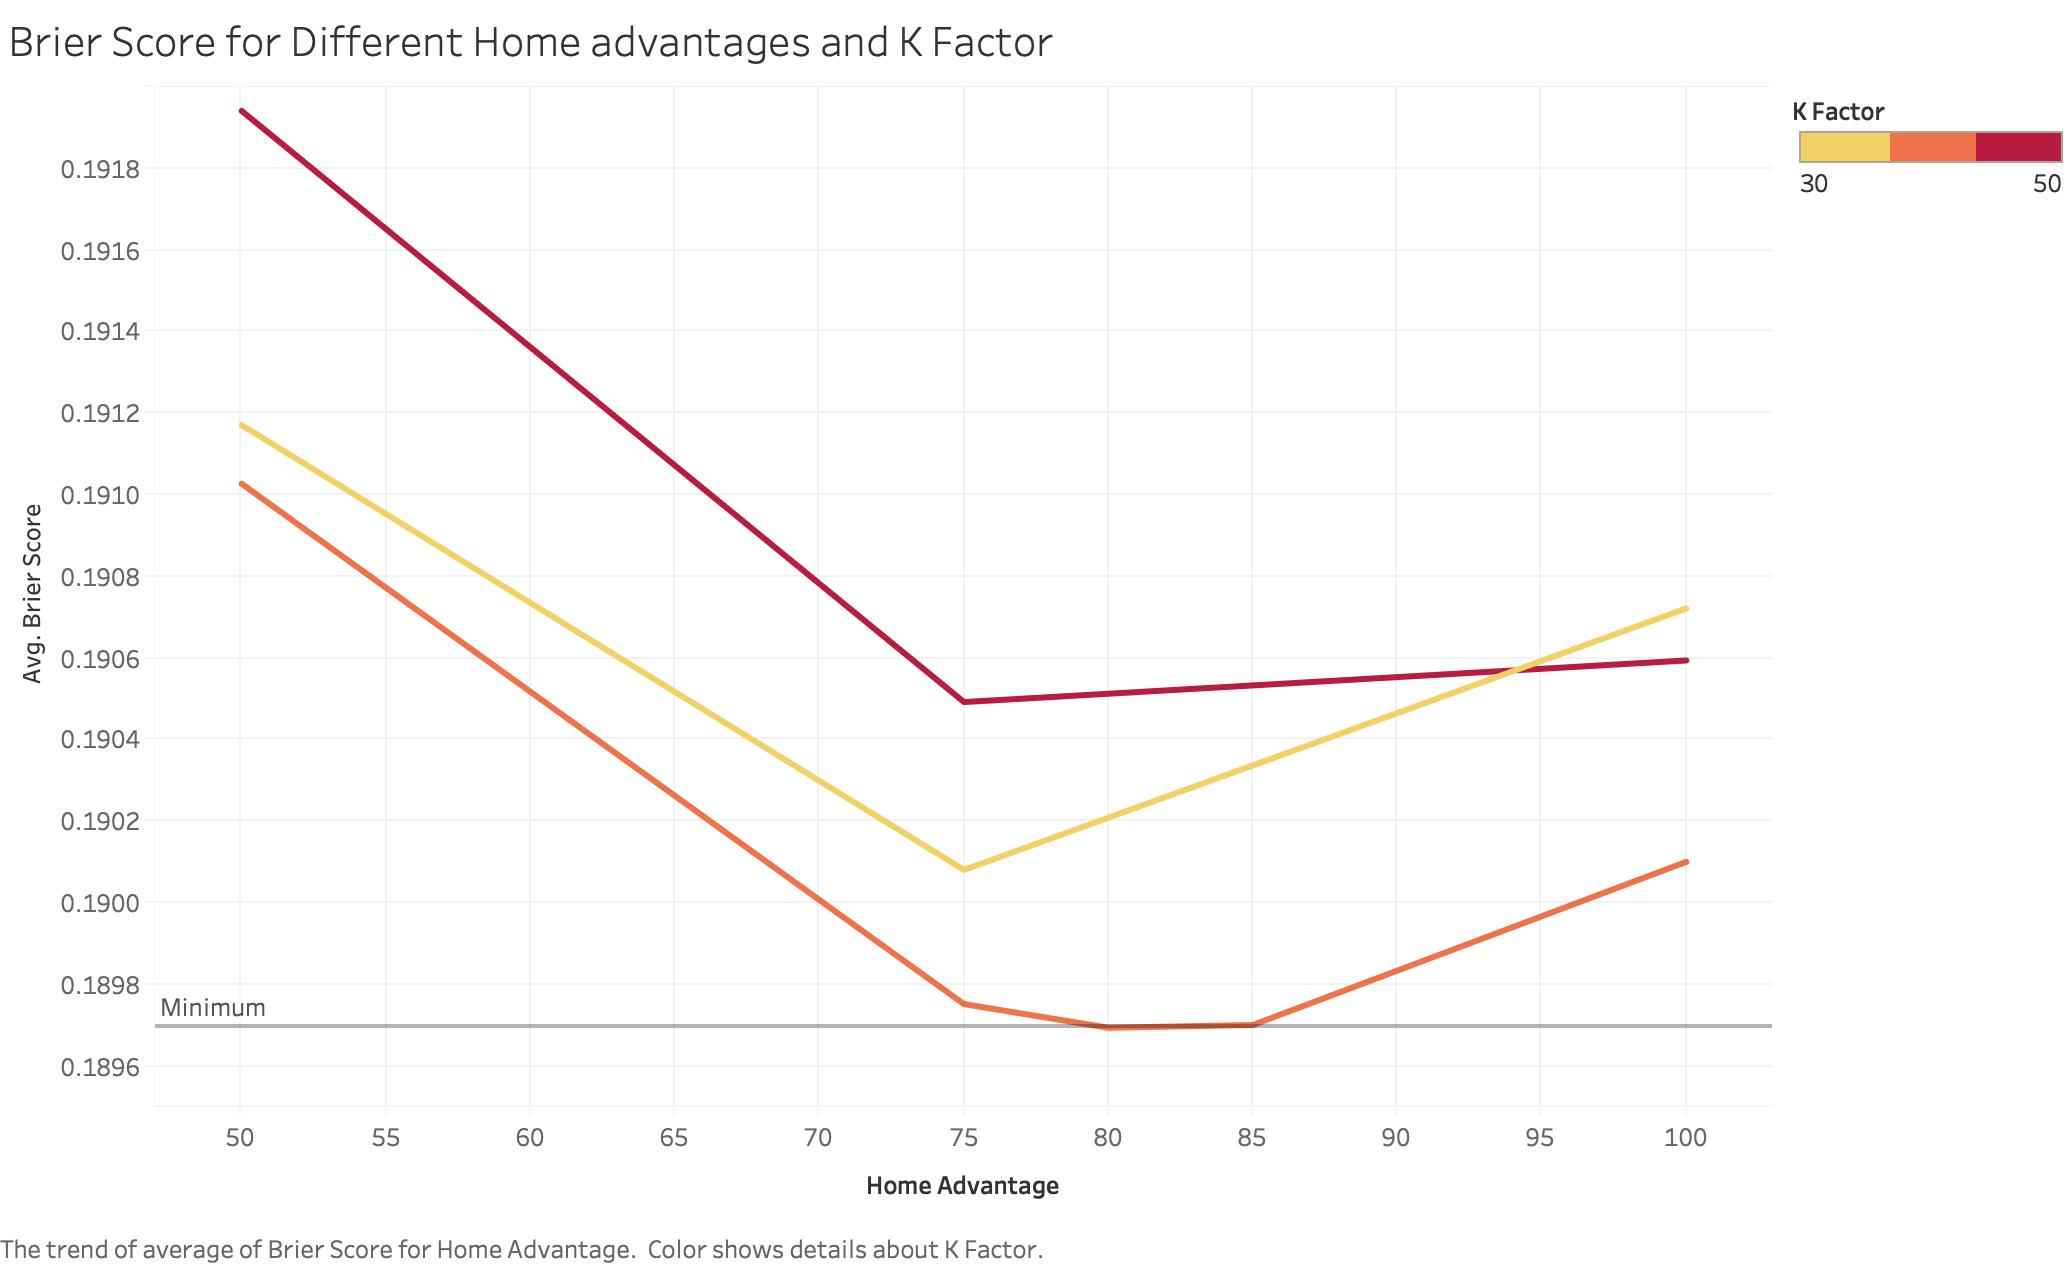 Brier Score for Different Home advantages and K Factor
K Factor
30 50
Avg. Brier Score
0.1918
0.1916
0.1914
0.1912
0.1910
0.1908
0.1906
0.1904
0.1902
0.1900
0.1898
0.1896
Minimum
50 55 60 65 70 75 80 85 90 95 100
Home Advantage
The trend of average of Brier Score for Home Advantage.  Color shows details about K Factor.